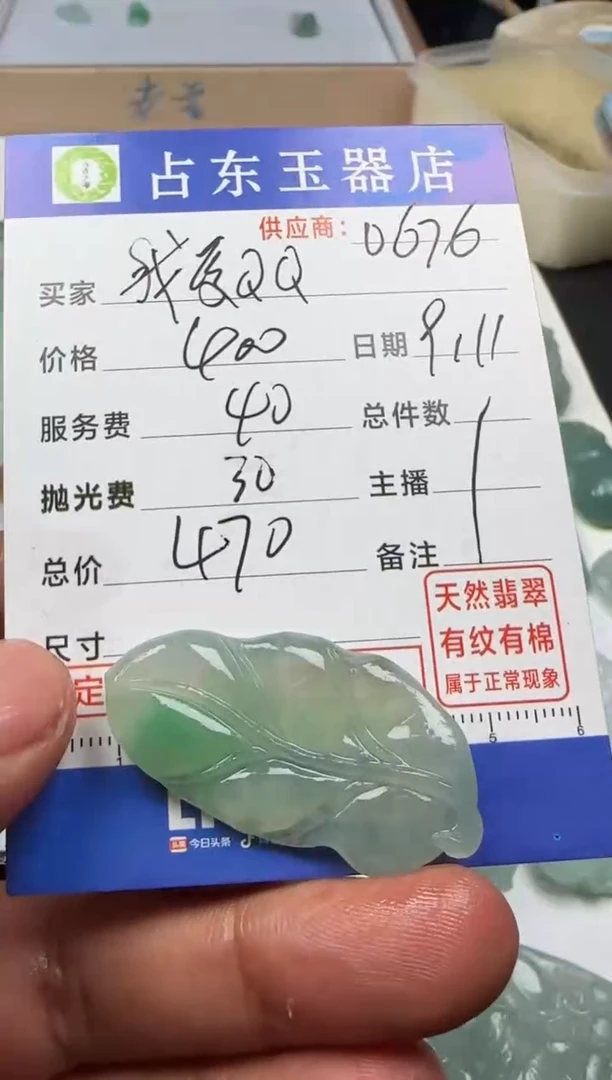 占东玉器店
供应商: 0676
买家 我爱QQ
价格 400 日期 9.11
服务费 40 总件数
抛光费 30 主播
总价 470 备注
天然翡翠
有纹有棉
属于正常现象
尺寸
定
5 6
今日头条